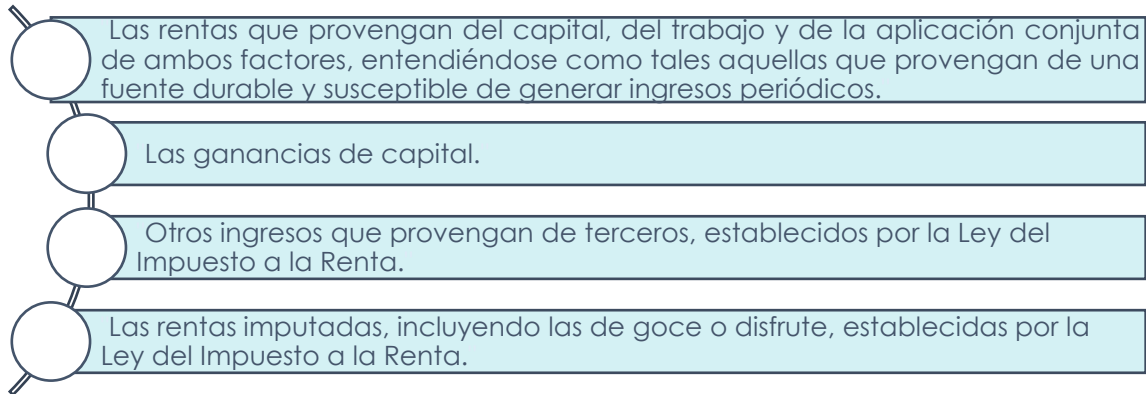 Las rentas que provengan del capital, del trabajo y de la aplicación conjunta
de ambos factores, entendiéndose como tales aquellas que provengan de una
fuente durable y susceptible de generar ingresos periódicos.
Las ganancias de capital.
Otros ingresos que provengan de terceros, establecidos por la Ley del
Impuesto a la Renta.
Las rentas imputadas, incluyendo las de goce o disfrute, establecidas por la
Ley del Impuesto a la Renta.